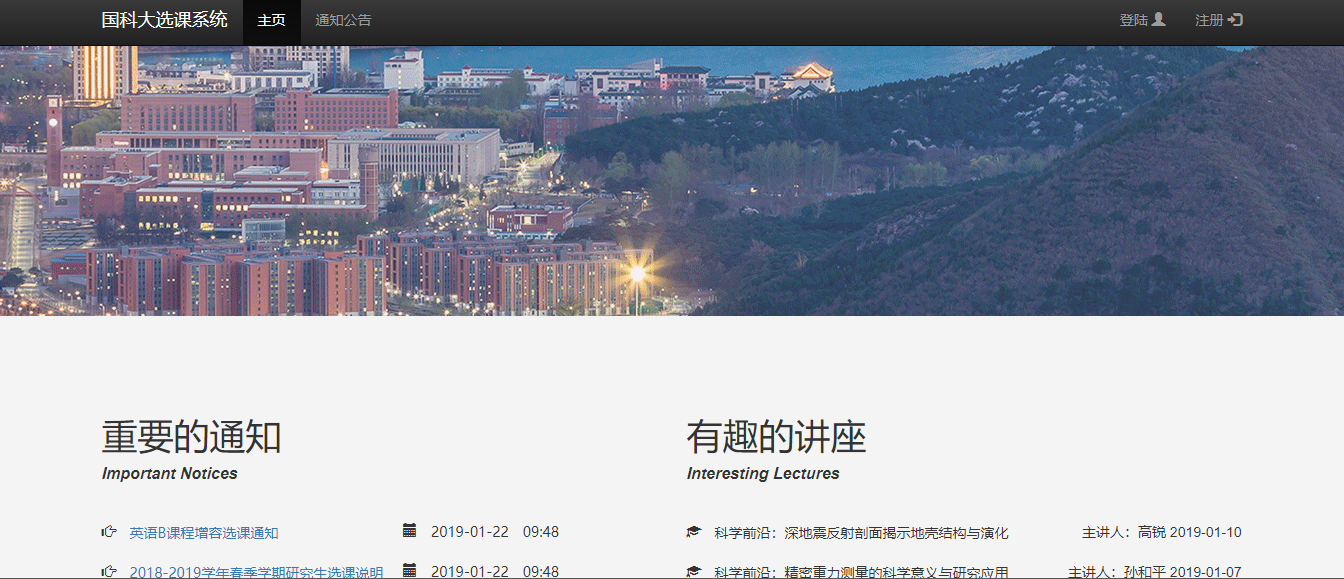 国科大选课系统 主页 通知公告 登陆 注册
重要的通知
Important Notices
英语B课程增容选课通知 2019-01-22 09:48
2018-2019学年春季学期研究生选课说明 2019-01-22 09:48
有趣的讲座
Interesting Lectures
科学前沿：深地震反射剖面揭示地壳结构与演化 主讲人：高锐 2019-01-10
科学前沿：精密重力测量的科学意义与研究应用 主讲人：孙和平 2019-01-07